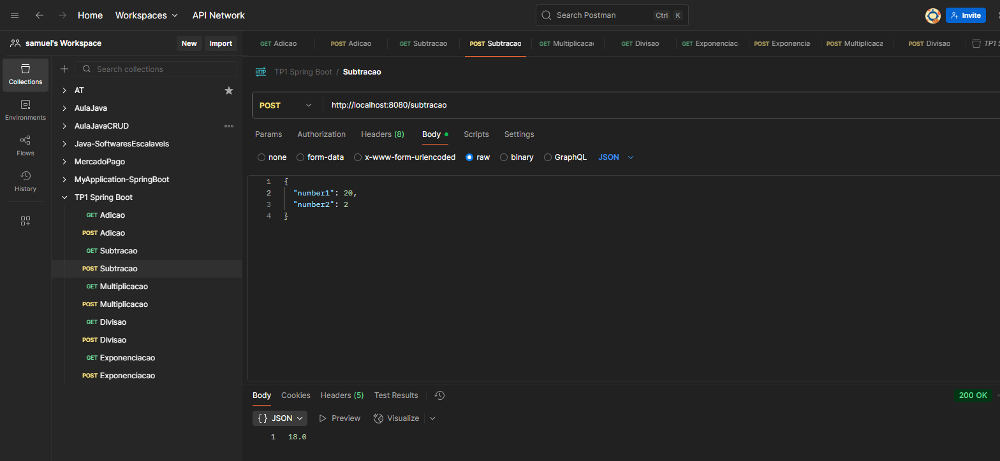 Home Workspaces API Network Search Postman Ctrl K Invite
samuel's Workspace New Import
GET Adicao POST Adicao GET Subtracao POST Subtracao GET Multiplicaca GET Divisao GET Exponenciac POST Exponencia POST Multiplicaca POST Divisao TP1 S
Collections
Environments
Flows
History
Search collections
AT
AulaJava
AulaJavaCRUD
Java-SoftwaresEscalaveis
MercadoPago
MyApplication-SpringBoot
TP1 Spring Boot
GET Adicao
POST Adicao
GET Subtracao
POST Subtracao
GET Multiplicacao
POST Multiplicacao
GET Divisao
POST Divisao
GET Exponenciacao
POST Exponenciacao
HTTP TP1 Spring Boot / Subtracao
POST http://localhost:8080/subtracao
Params Authorization Headers (8) Body Scripts Settings
none form-data x-www-form-urlencoded raw binary GraphQL JSON
1 {
2 "number1": 20,
3 "number2": 2
4 }
Body Cookies Headers (5) Test Results 200 OK
{} JSON Preview Visualize
1 18.0